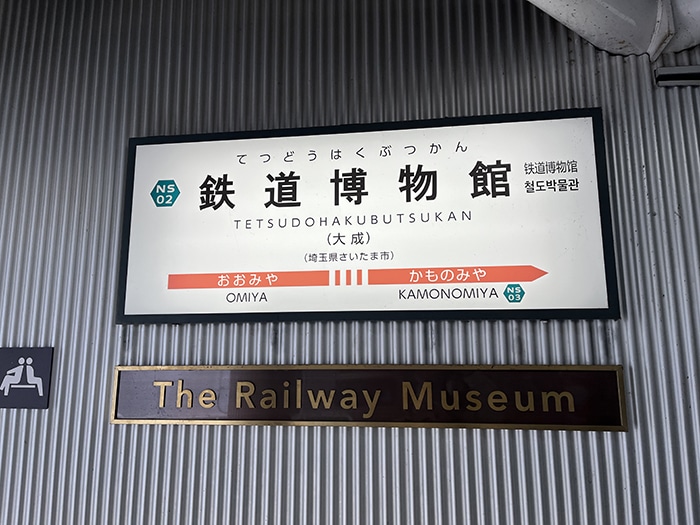 てつどうはくぶつかん
NS
02
鉄道博物館
铁道博物馆
철도박물관
TETSUDOHAKUBUTSUKAN
(大成)
(埼玉県さいたま市)
おおみや
かものみや
OMIYA
KAMONOMIYA
NS
03
The Railway Museum